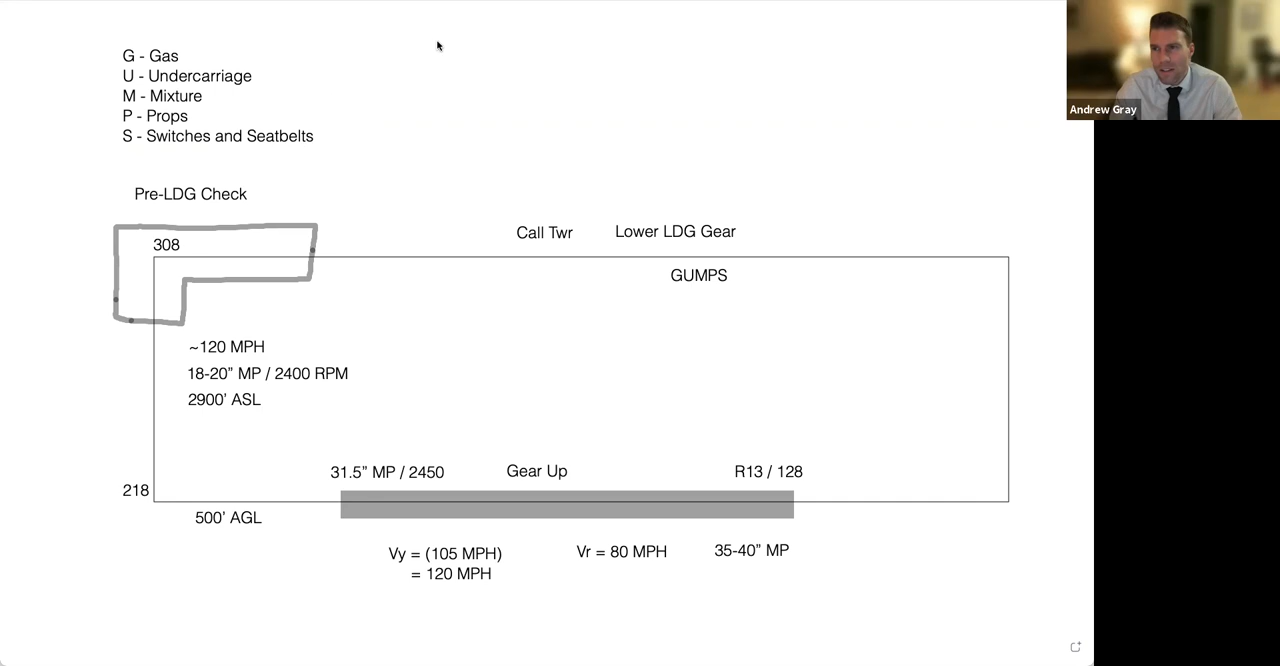 G - Gas
U - Undercarriage
M - Mixture
P - Props
S - Switches and Seatbelts
Andrew Gray
Pre-LDG Check
Call Twr
Lower LDG Gear
308
GUMPS
~120 MPH
18-20” MP / 2400 RPM
2900’ ASL
31.5” MP / 2450
Gear Up
R13 / 128
218
500’ AGL
Vy = (105 MPH)
= 120 MPH
Vr = 80 MPH
35-40” MP